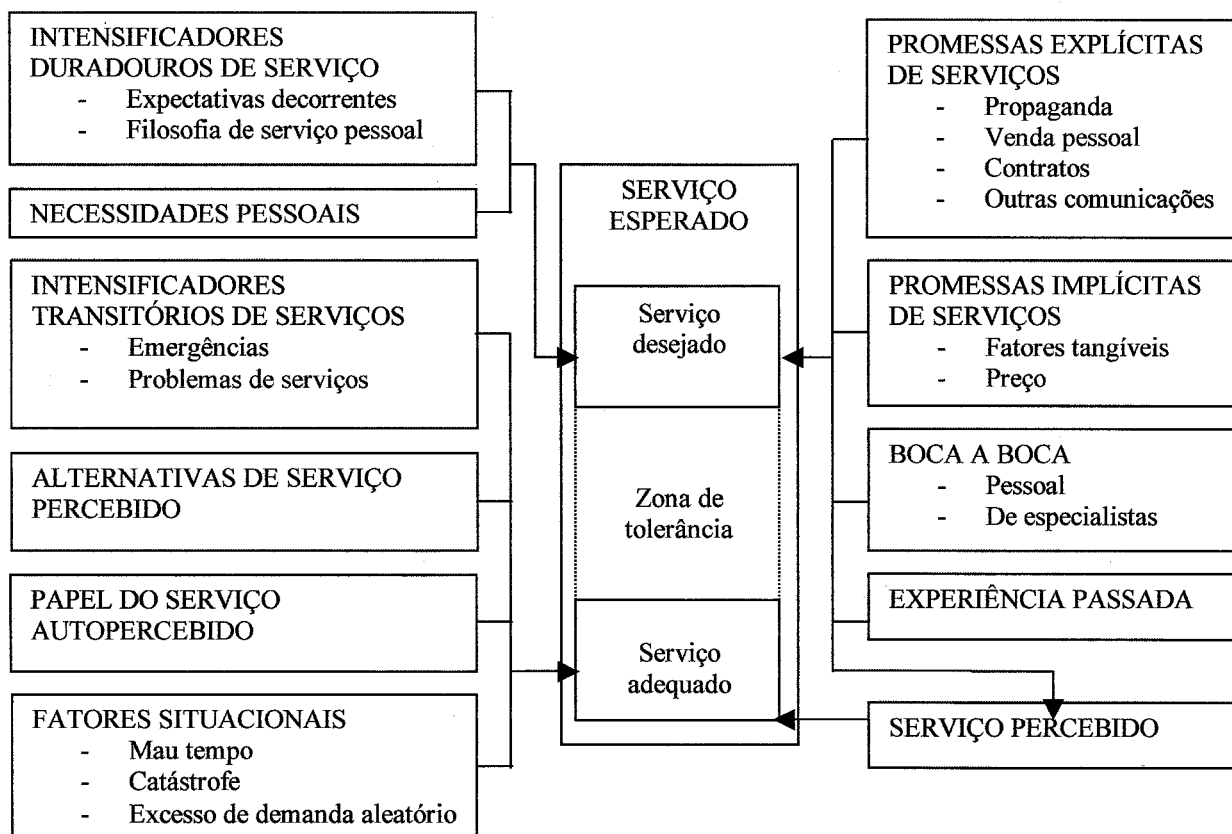 INTENSIFICADORES
DURADOUROS DE SERVIÇO
- Expectativas decorrentes
- Filosofia de serviço pessoal
NECESSIDADES PESSOAIS
INTENSIFICADORES
TRANSITÓRIOS DE SERVIÇOS
- Emergências
- Problemas de serviços
ALTERNATIVAS DE SERVIÇO
PERCEBIDO
PAPEL DO SERVIÇO
AUTOPERCEBIDO
FATORES SITUACIONAIS
- Mau tempo
- Catástrofe
- Excesso de demanda aleatório
SERVIÇO
ESPERADO
Serviço
desejado
Zona de
tolerância
Serviço
adequado
PROMESSAS EXPLÍCITAS
DE SERVIÇOS
- Propaganda
- Venda pessoal
- Contratos
- Outras comunicações
PROMESSAS IMPLÍCITAS
DE SERVIÇOS
- Fatores tangíveis
- Preço
BOCA A BOCA
- Pessoal
- De especialistas
EXPERIÊNCIA PASSADA
SERVIÇO PERCEBIDO